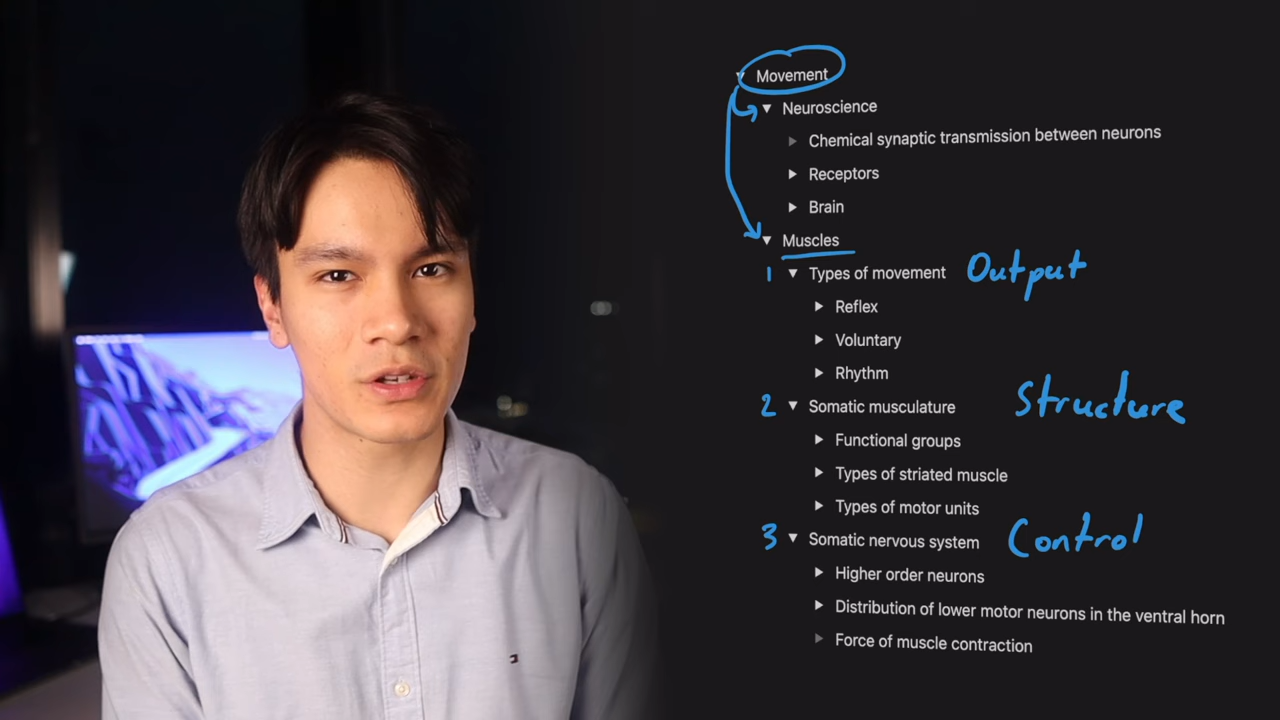 Movement
Neuroscience
Chemical synaptic transmission between neurons
Receptors
Brain
Muscles
1 Types of movement Output
Reflex
Voluntary
Rhythm
2 Somatic musculature Structure
Functional groups
Types of striated muscle
Types of motor units
3 Somatic nervous system Control
Higher order neurons
Distribution of lower motor neurons in the ventral horn
Force of muscle contraction